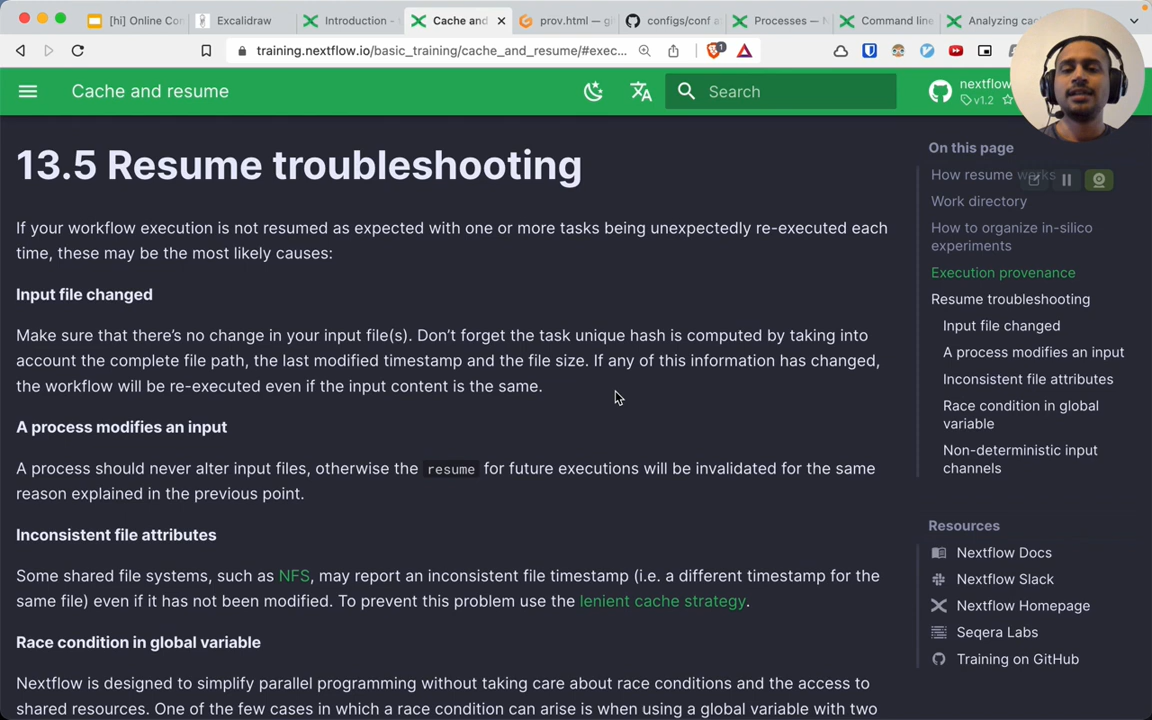 [hi] Online Con
Excalidraw
Introduction -
Cache and
prov.html — gi
configs/conf a
Processes — N
Command line
Analyzing cac
training.nextflow.io/basic_training/cache_and_resume/#exec...
1
Cache and resume
Search
nextflow
v1.2
13.5 Resume troubleshooting
If your workflow execution is not resumed as expected with one or more tasks being unexpectedly re-executed each
time, these may be the most likely causes:
Input file changed
Make sure that there's no change in your input file(s). Don't forget the task unique hash is computed by taking into
account the complete file path, the last modified timestamp and the file size. If any of this information has changed,
the workflow will be re-executed even if the input content is the same.
A process modifies an input
A process should never alter input files, otherwise the resume for future executions will be invalidated for the same
reason explained in the previous point.
Inconsistent file attributes
Some shared file systems, such as NFS, may report an inconsistent file timestamp (i.e. a different timestamp for the
same file) even if it has not been modified. To prevent this problem use the lenient cache strategy.
Race condition in global variable
Nextflow is designed to simplify parallel programming without taking care about race conditions and the access to
shared resources. One of the few cases in which a race condition can arise is when using a global variable with two
On this page
How resume works
Work directory
How to organize in-silico
experiments
Execution provenance
Resume troubleshooting
Input file changed
A process modifies an input
Inconsistent file attributes
Race condition in global
variable
Non-deterministic input
channels
Resources
Nextflow Docs
Nextflow Slack
Nextflow Homepage
Seqera Labs
Training on GitHub